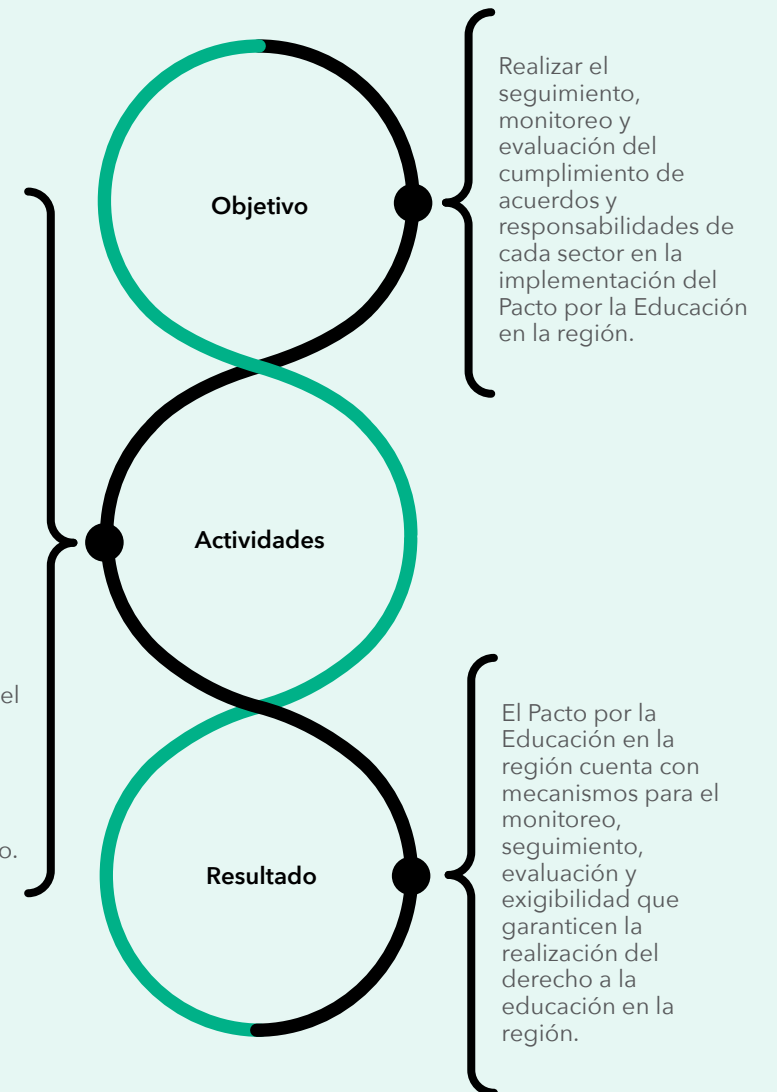 Objetivo
Realizar el
seguimiento,
monitoreo y
evaluación del
cumplimiento de
acuerdos y
responsabilidades de
cada sector en la
implementación del
Pacto por la Educación
en la región.
Actividades
el
o.
Resultado
El Pacto por la
Educación en la
región cuenta con
mecanismos para el
monitoreo,
seguimiento,
evaluación y
exigibilidad que
garanticen la
realización del
derecho a la
educación en la
región.